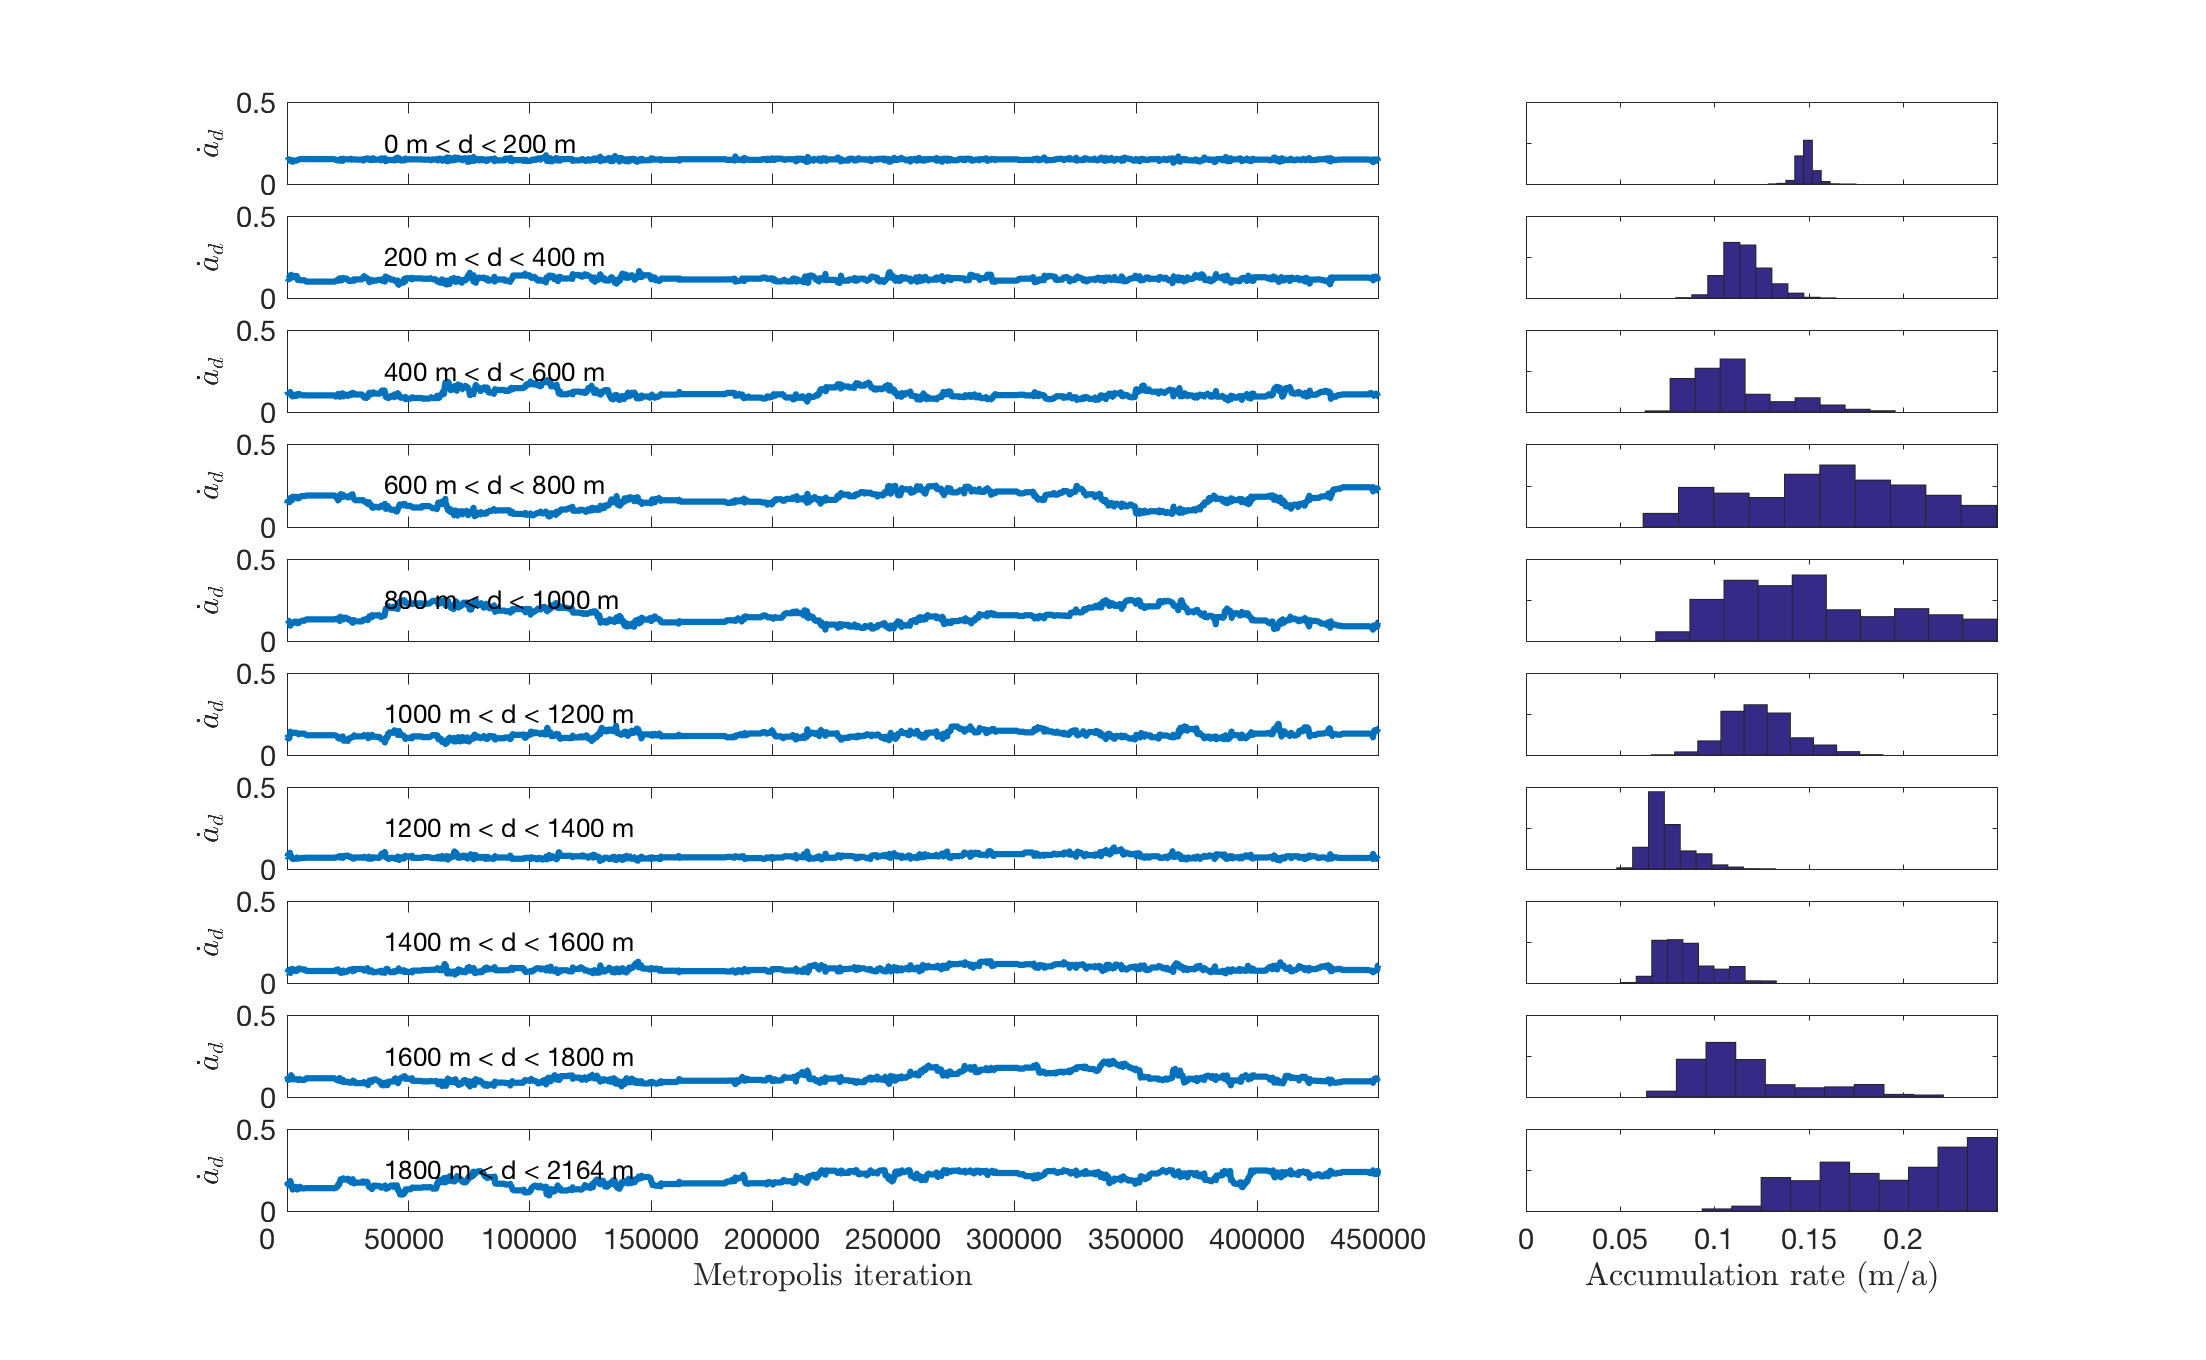 0.5
0 m < d < 200 m
ȧ_d
0
0.5
200 m < d < 400 m
ȧ_d
0
0.5
400 m < d < 600 m
ȧ_d
0
0.5
600 m < d < 800 m
ȧ_d
0
0.5
800 m < d < 1000 m
ȧ_d
0
0.5
1000 m < d < 1200 m
ȧ_d
0
0.5
1200 m < d < 1400 m
ȧ_d
0
0.5
1400 m < d < 1600 m
ȧ_d
0
0.5
1600 m < d < 1800 m
ȧ_d
0
0.5
1800 m < d < 2164 m
ȧ_d
0
0 50000 100000 150000 200000 250000 300000 350000 400000 450000
Metropolis iteration
0 0.05 0.1 0.15 0.2
Accumulation rate (m/a)